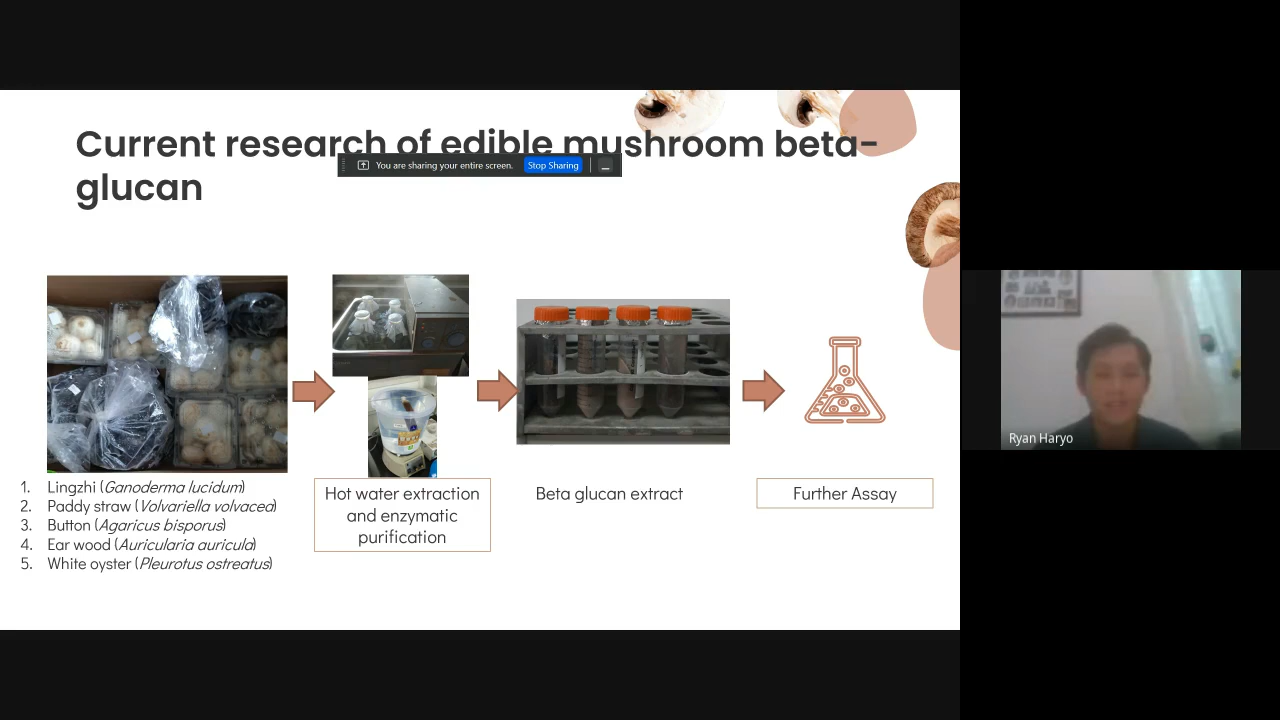 Current research of edible mushroom beta-
glucan
You are sharing your entire screen. Stop Sharing
1. Lingzhi (Ganoderma lucidum)
2. Paddy straw (Volvariella volvacea)
3. Button (Agaricus bisporus)
4. Ear wood (Auricularia auricula)
5. White oyster (Pleurotus ostreatus)
Hot water extraction
and enzymatic
purification
Beta glucan extract
Further Assay
Ryan Haryo